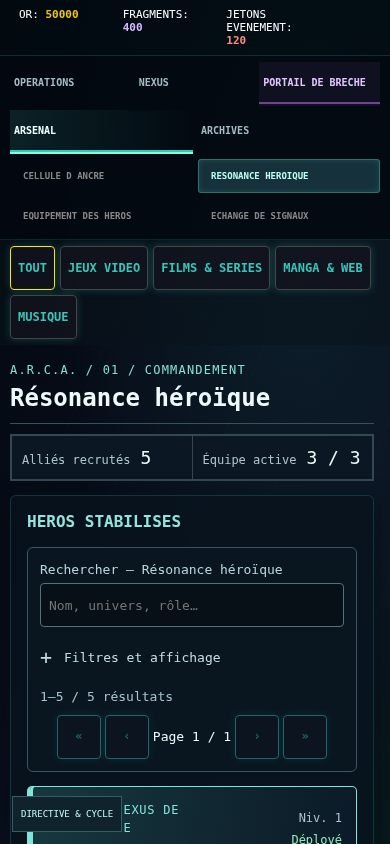 OR: 50000
FRAGMENTS: 400
JETONS EVENEMENT: 120
OPERATIONS
NEXUS
PORTAIL DE BRECHE
ARSENAL
ARCHIVES
CELLULE D ANCRE
RESONANCE HEROIQUE
EQUIPEMENT DES HEROS
ECHANGE DE SIGNAUX
TOUT
JEUX VIDEO
FILMS & SERIES
MANGA & WEB
MUSIQUE
A.R.C.A. / 01 / COMMANDEMENT
Résonance héroïque
Alliés recrutés 5
Équipe active 3 / 3
HEROS STABILISES
Rechercher — Résonance héroïque
Nom, univers, rôle…
+ Filtres et affichage
1–5 / 5 résultats
« ‹ Page 1 / 1 › »
EXUS DE
Niv. 1
E
Déployé
DIRECTIVE & CYCLE